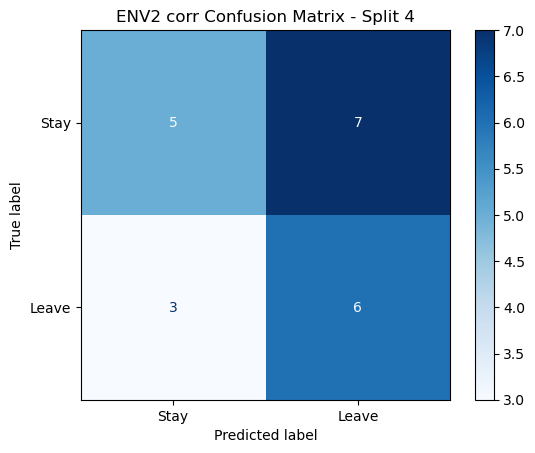 ENV2 corr Confusion Matrix - Split 4
Stay
Leave
True label
5
7
3
6
Stay
Leave
Predicted label
7.0
6.5
6.0
5.5
5.0
4.5
4.0
3.5
3.0